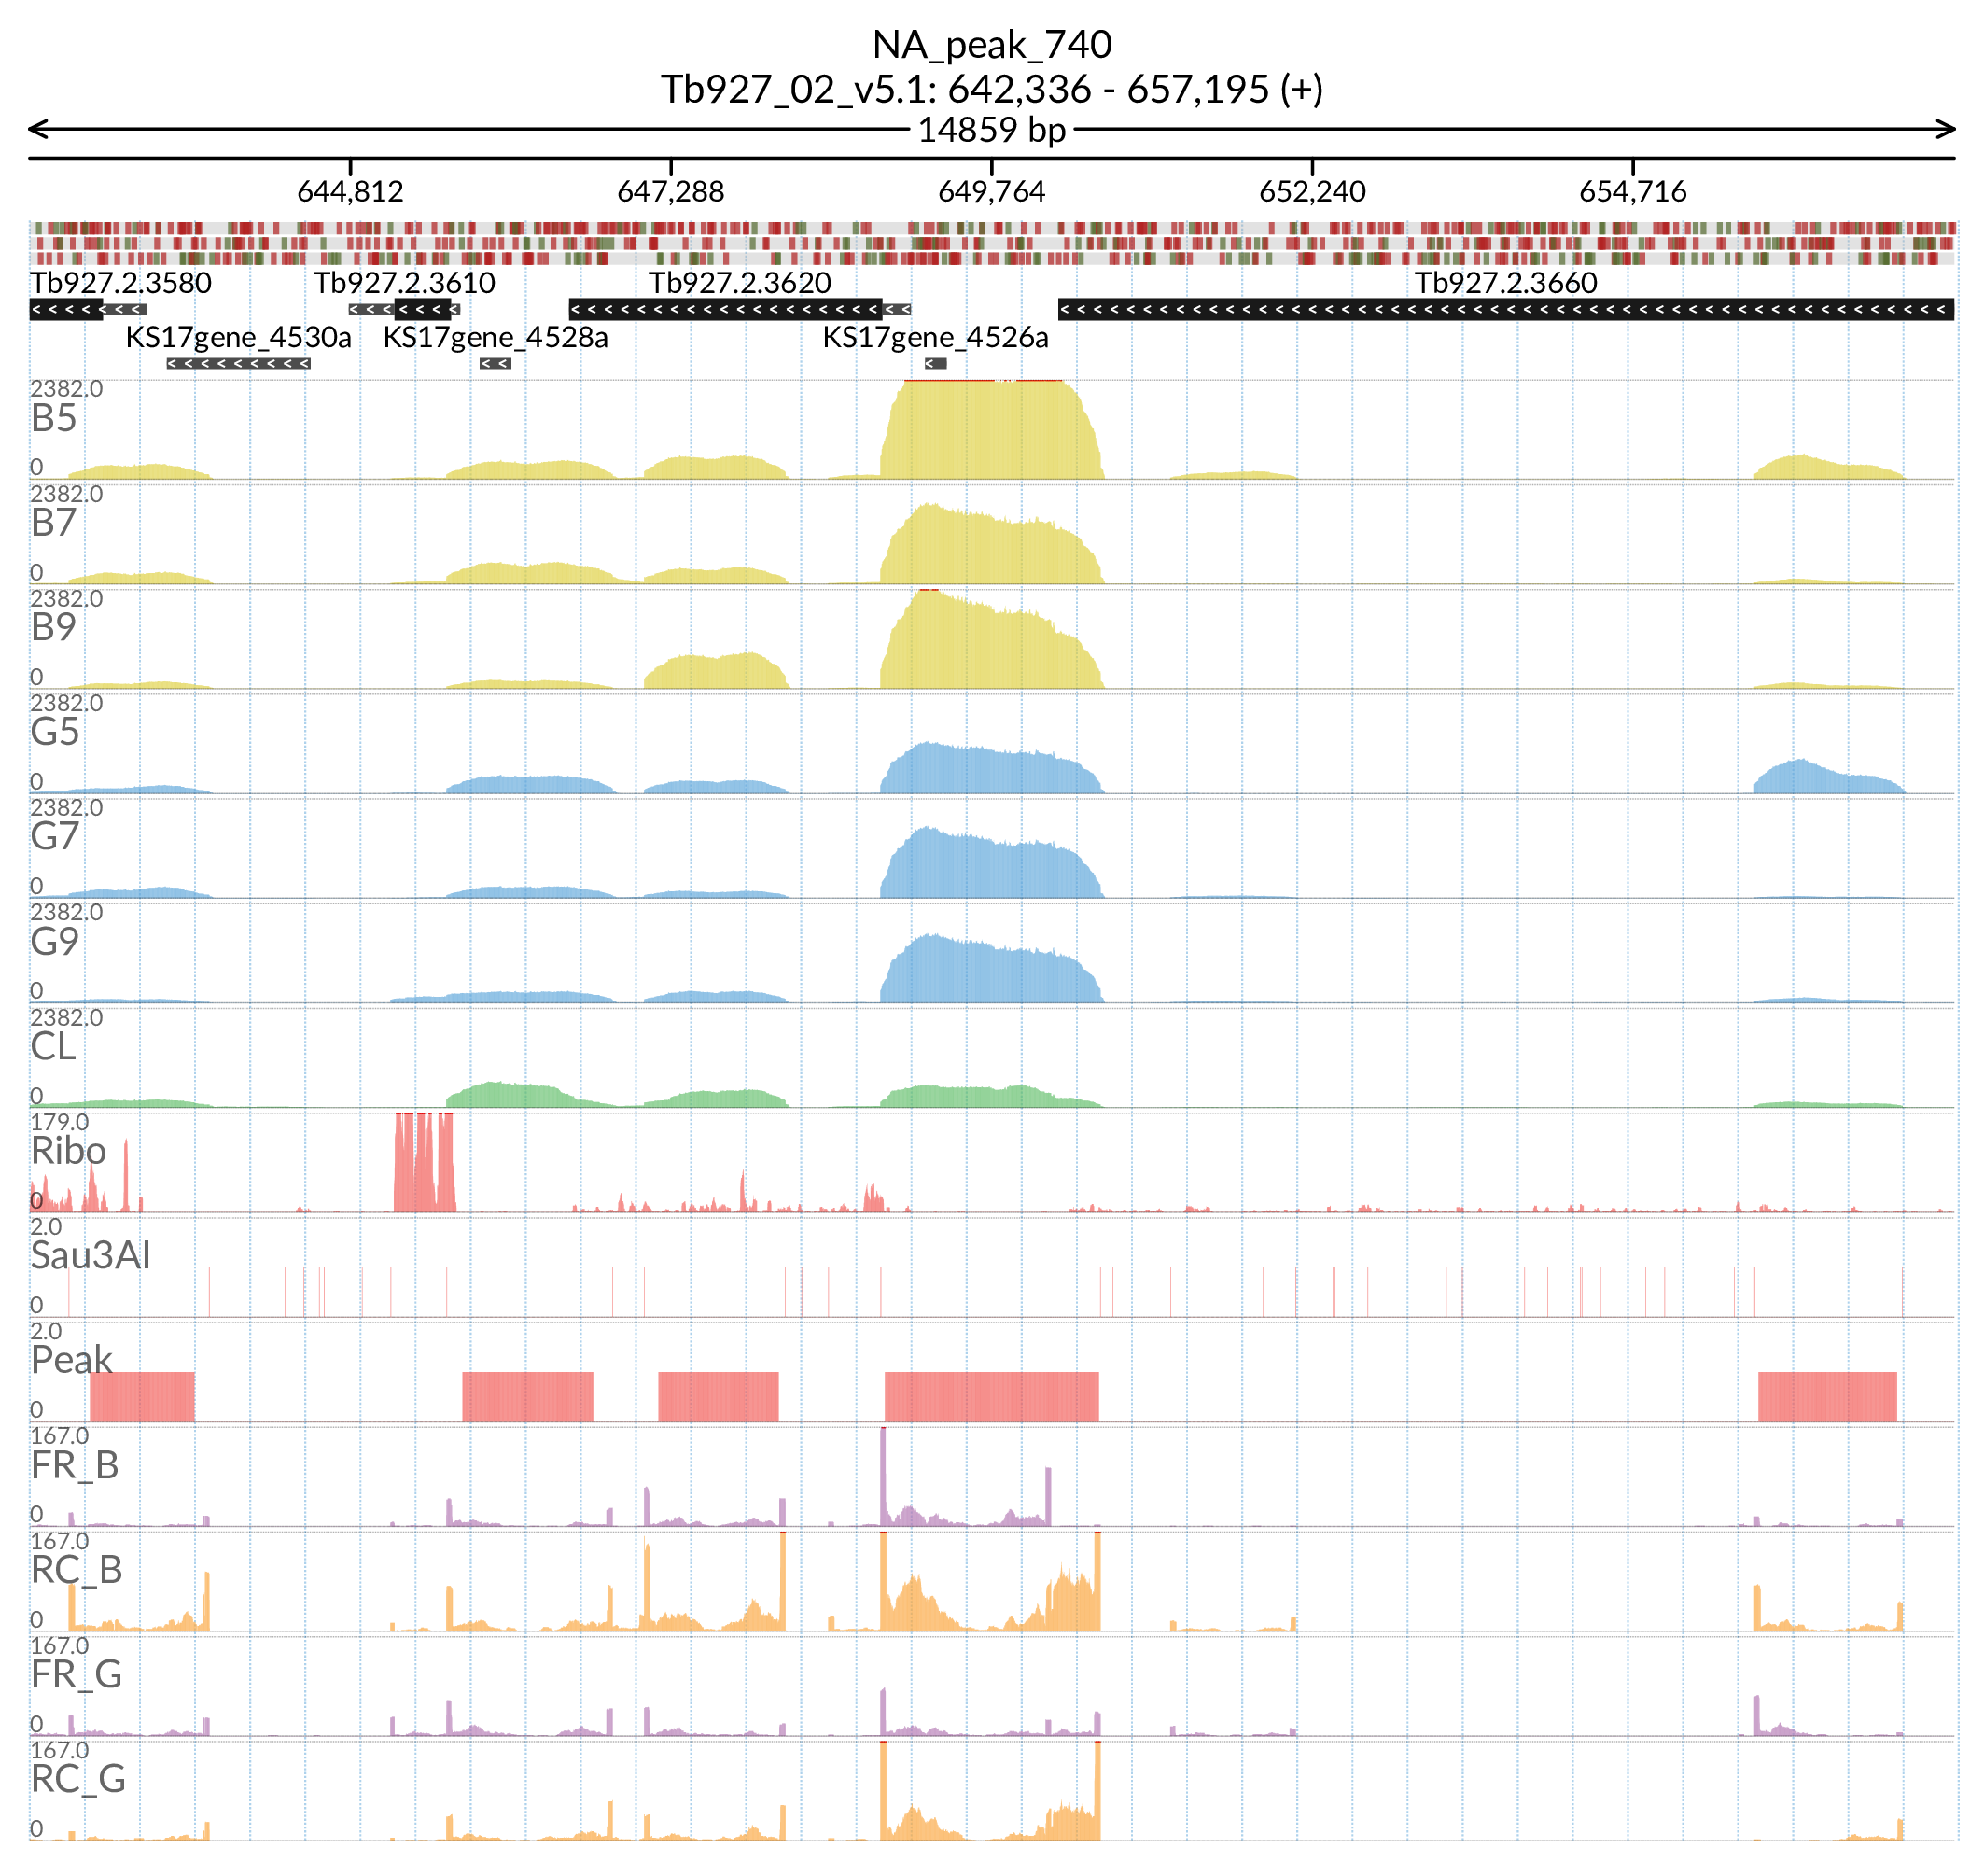 NA_peak_740
Tb927_02_v5.1: 642,336 - 657,195 (+)
14859 bp
644,812 647,288 649,764 652,240 654,716
Tb927.2.3580 Tb927.2.3610 Tb927.2.3620 Tb927.2.3660
KS17gene_4530a KS17gene_4528a KS17gene_4526a
2382.0
B5
0
2382.0
B7
0
2382.0
B9
0
2382.0
G5
0
2382.0
G7
0
2382.0
G9
0
2382.0
CL
0
179.0
Ribo
0
2.0
Sau3AI
0
2.0
Peak
0
167.0
FR_B
0
167.0
RC_B
0
167.0
FR_G
0
167.0
RC_G
0